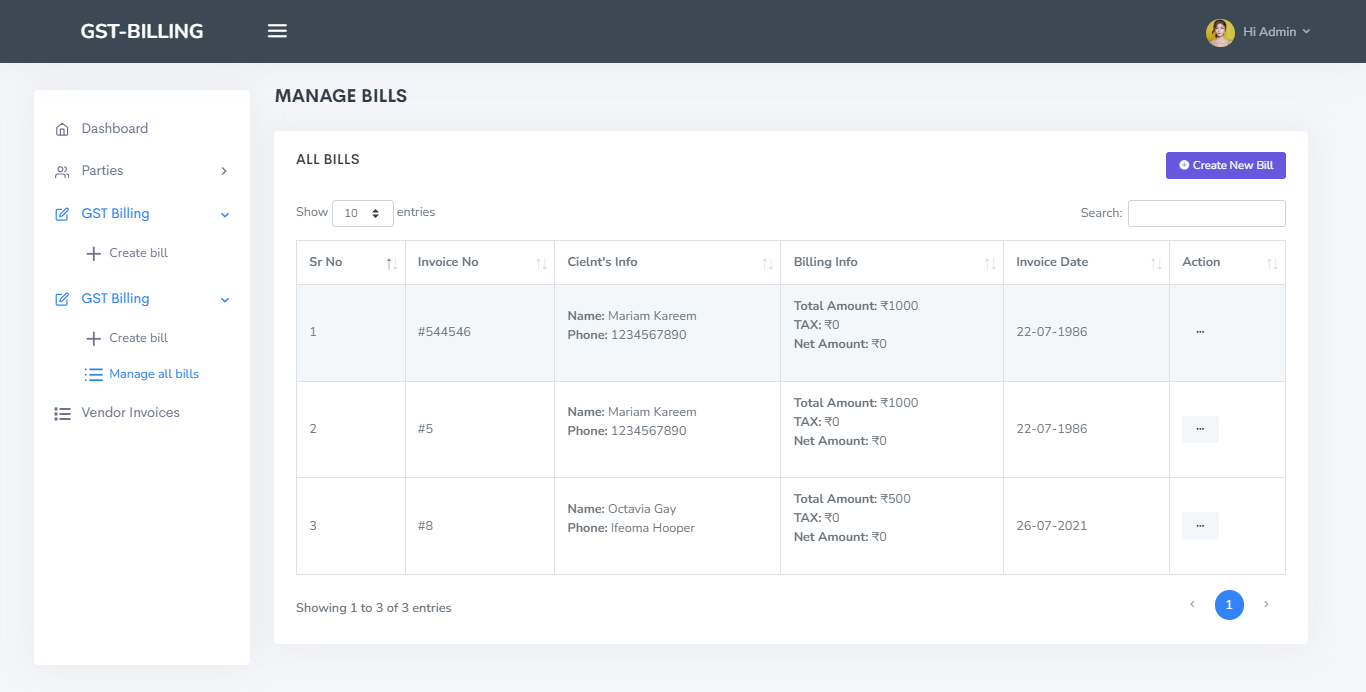 GST-BILLING
Hi Admin
Dashboard
Parties
GST Billing
Create bill
GST Billing
Create bill
Manage all bills
Vendor Invoices
MANAGE BILLS
ALL BILLS
Create New Bill
Show 10 entries
Search:
Sr No Invoice No Cielnt's Info Billing Info Invoice Date Action
1 #544546
Name: Mariam Kareem
Phone: 1234567890
Total Amount: ₹1000
TAX: ₹0
Net Amount: ₹0
22-07-1986
...
2 #5
Name: Mariam Kareem
Phone: 1234567890
Total Amount: ₹1000
TAX: ₹0
Net Amount: ₹0
22-07-1986
...
3 #8
Name: Octavia Gay
Phone: Ifeoma Hooper
Total Amount: ₹500
TAX: ₹0
Net Amount: ₹0
26-07-2021
...
Showing 1 to 3 of 3 entries
‹ 1 ›